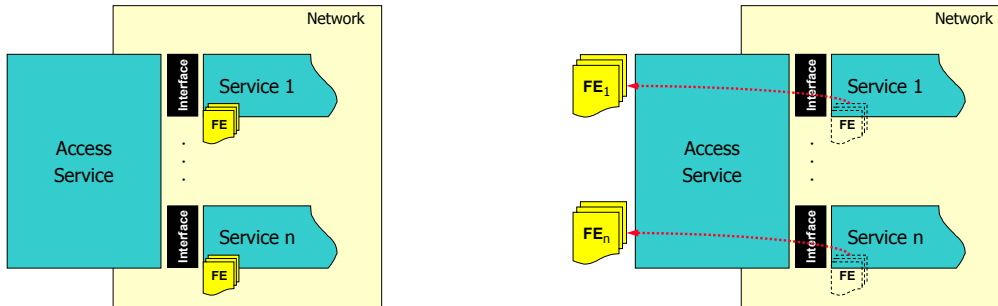 Network
Interface
Service 1
FE
Access
Service
Interface
Service n
FE
Network
FE1
Interface
Service 1
FE
Access
Service
FEn
Interface
Service n
FE